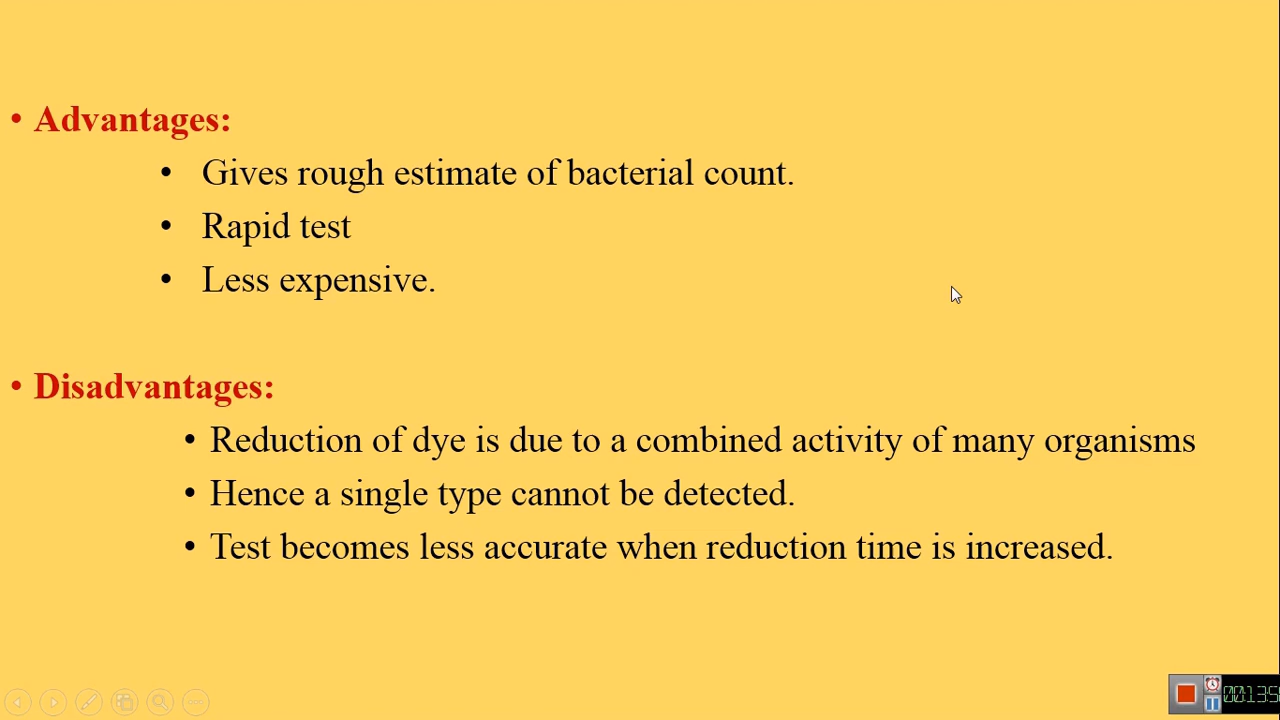 • Advantages:
• Gives rough estimate of bacterial count.
• Rapid test
• Less expensive.
• Disadvantages:
• Reduction of dye is due to a combined activity of many organisms
• Hence a single type cannot be detected.
• Test becomes less accurate when reduction time is increased.